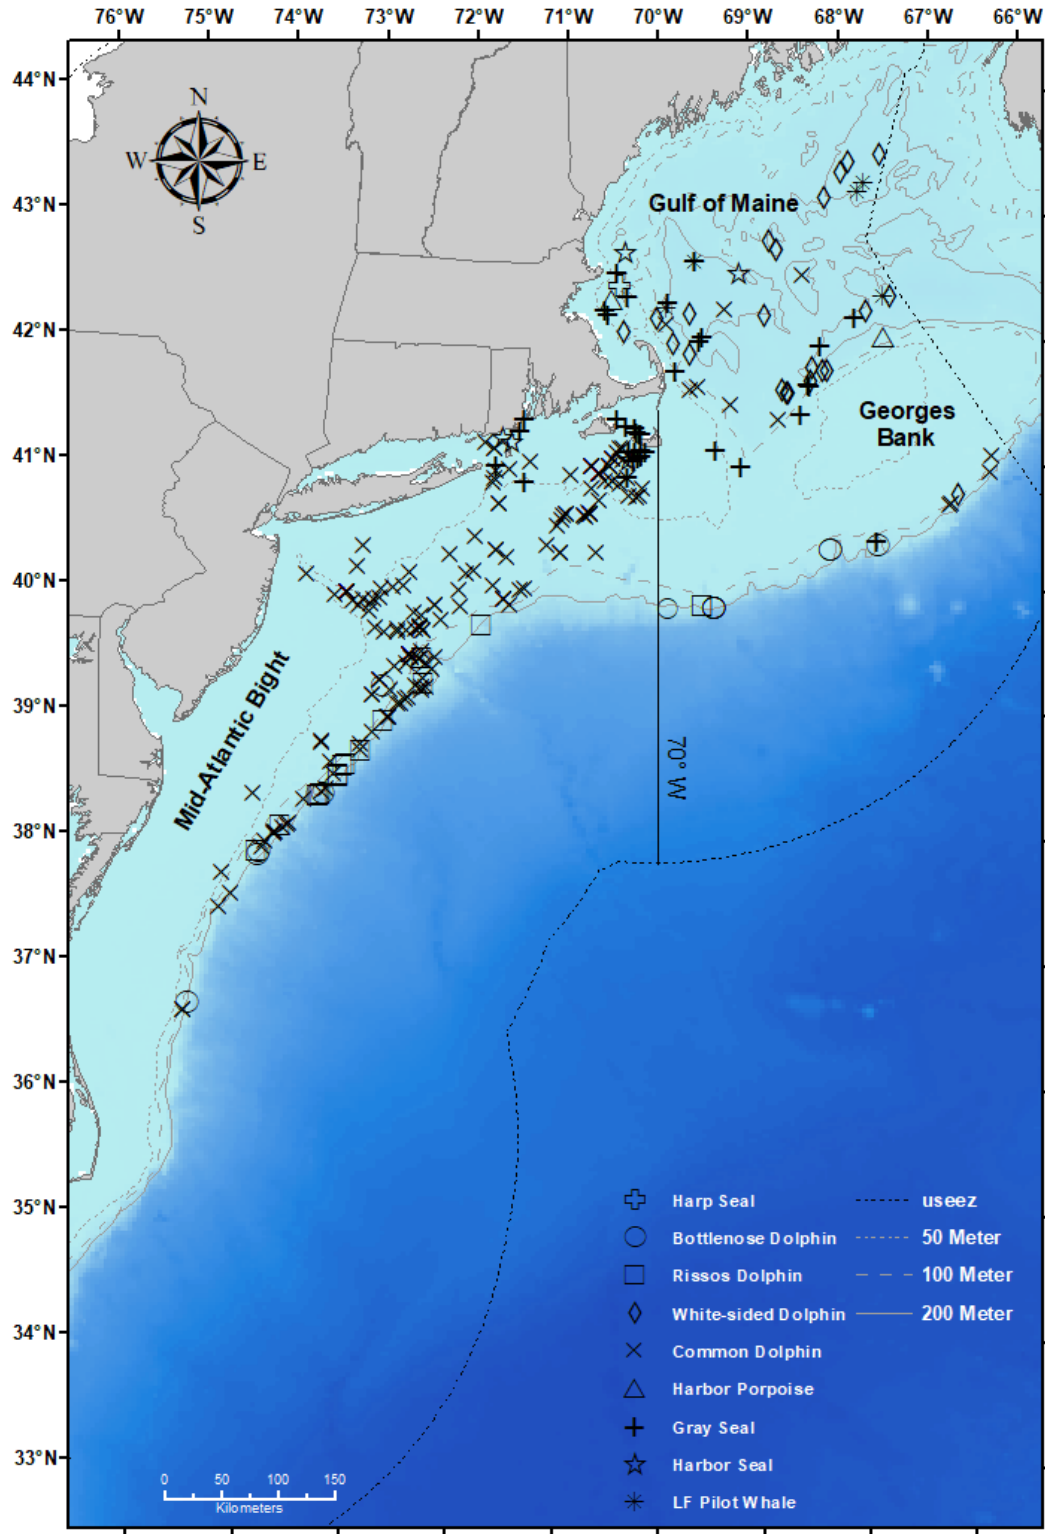 76°W 75°W 74°W 73°W 72°W 71°W 70°W 69°W 68°W 67°W 66°W
44°N
N
W E
S
43°N
Gulf of Maine
42°N
Georges
Bank
41°N
40°N
39°N
Mid-Atlantic Bight
70° W
38°N
37°N
36°N
35°N
34°N
33°N
Harp Seal
Bottlenose Dolphin
Rissos Dolphin
White-sided Dolphin
Common Dolphin
Harbor Porpoise
Gray Seal
Harbor Seal
LF Pilot Whale
useez
50 Meter
100 Meter
200 Meter
0 50 100 150
Kilometers